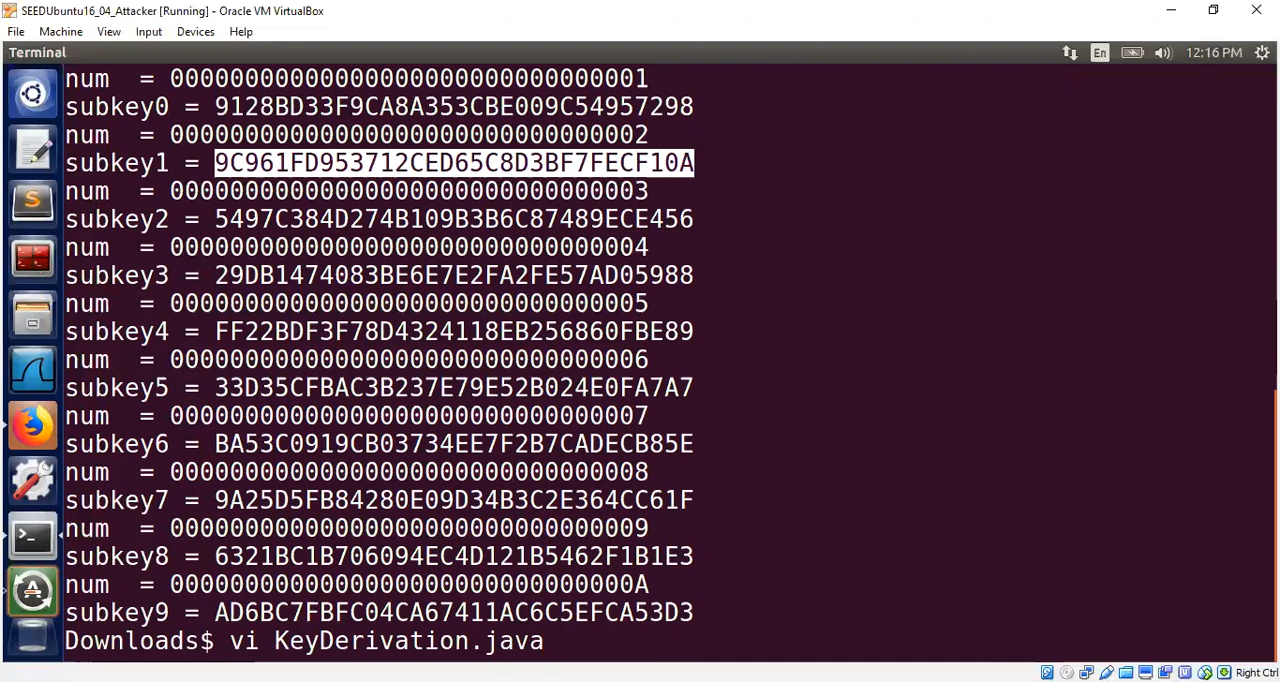 SEEDUbuntu16_04_Attacker [Running] - Oracle VM VirtualBox
File Machine View Input Devices Help
Terminal En 12:16 PM
num  = 00000000000000000000000000000001
subkey0 = 9128BD33F9CA8A353CBE009C54957298
num  = 00000000000000000000000000000002
subkey1 = 9C961FD953712CED65C8D3BF7FECF10A
num  = 00000000000000000000000000000003
subkey2 = 5497C384D274B109B3B6C87489ECE456
num  = 00000000000000000000000000000004
subkey3 = 29DB1474083BE6E7E2FA2FE57AD05988
num  = 00000000000000000000000000000005
subkey4 = FF22BDF3F78D4324118EB256860FBE89
num  = 00000000000000000000000000000006
subkey5 = 33D35CFBAC3B237E79E52B024E0FA7A7
num  = 00000000000000000000000000000007
subkey6 = BA53C0919CB03734EE7F2B7CADECB85E
num  = 00000000000000000000000000000008
subkey7 = 9A25D5FB84280E09D34B3C2E364CC61F
num  = 00000000000000000000000000000009
subkey8 = 6321BC1B706094EC4D121B5462F1B1E3
num  = 0000000000000000000000000000000A
subkey9 = AD6BC7FBFC04CA67411AC6C5EFCA53D3
Downloads$ vi KeyDerivation.java
Right Ctrl